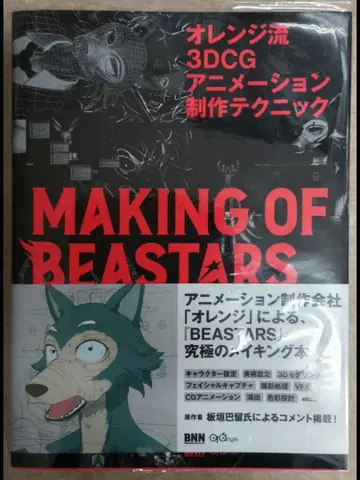 オレンジ流
3DCG
アニメーション
制作テクニック
MAKING OF
BEASTARS
アニメーション制作会社
「オレンジ」による、
『BEASTARS』
究極のメイキング本
キャラクター設定 美術設定 3Dモデリング
フェイシャルキャプチャ 撮影処理 VFX
CGアニメーション 演出 色彩設計 etc...
原作者 板垣巴留氏によるコメント掲載!
BNN orange